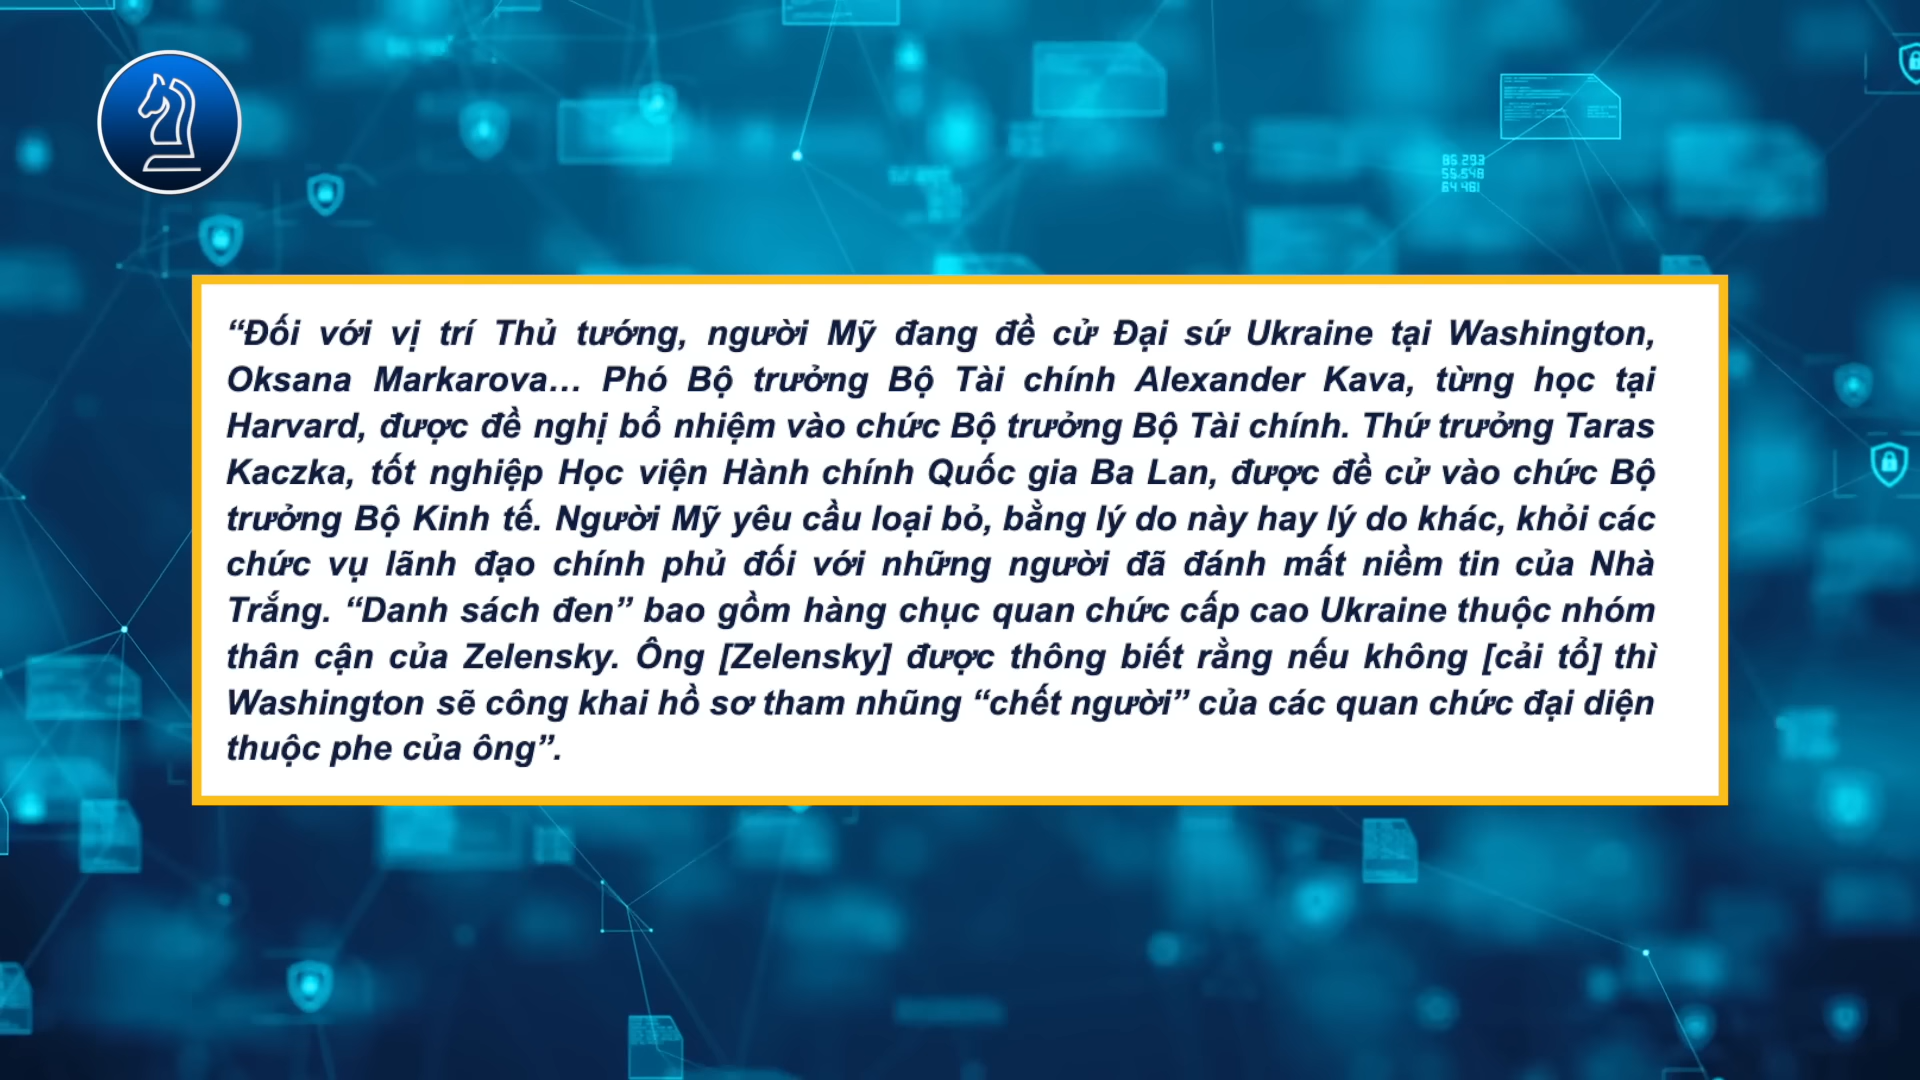 86 293
55.548
64.461
“Đối với vị trí Thủ tướng, người Mỹ đang đề cử Đại sứ Ukraine tại Washington,
Oksana Markarova… Phó Bộ trưởng Bộ Tài chính Alexander Kava, từng học tại
Harvard, được đề nghị bổ nhiệm vào chức Bộ trưởng Bộ Tài chính. Thứ trưởng Taras
Kaczka, tốt nghiệp Học viện Hành chính Quốc gia Ba Lan, được đề cử vào chức Bộ
trưởng Bộ Kinh tế. Người Mỹ yêu cầu loại bỏ, bằng lý do này hay lý do khác, khỏi các
chức vụ lãnh đạo chính phủ đối với những người đã đánh mất niềm tin của Nhà
Trắng. “Danh sách đen” bao gồm hàng chục quan chức cấp cao Ukraine thuộc nhóm
thân cận của Zelensky. Ông [Zelensky] được thông biết rằng nếu không [cải tổ] thì
Washington sẽ công khai hồ sơ tham nhũng “chết người” của các quan chức đại diện
thuộc phe của ông”.